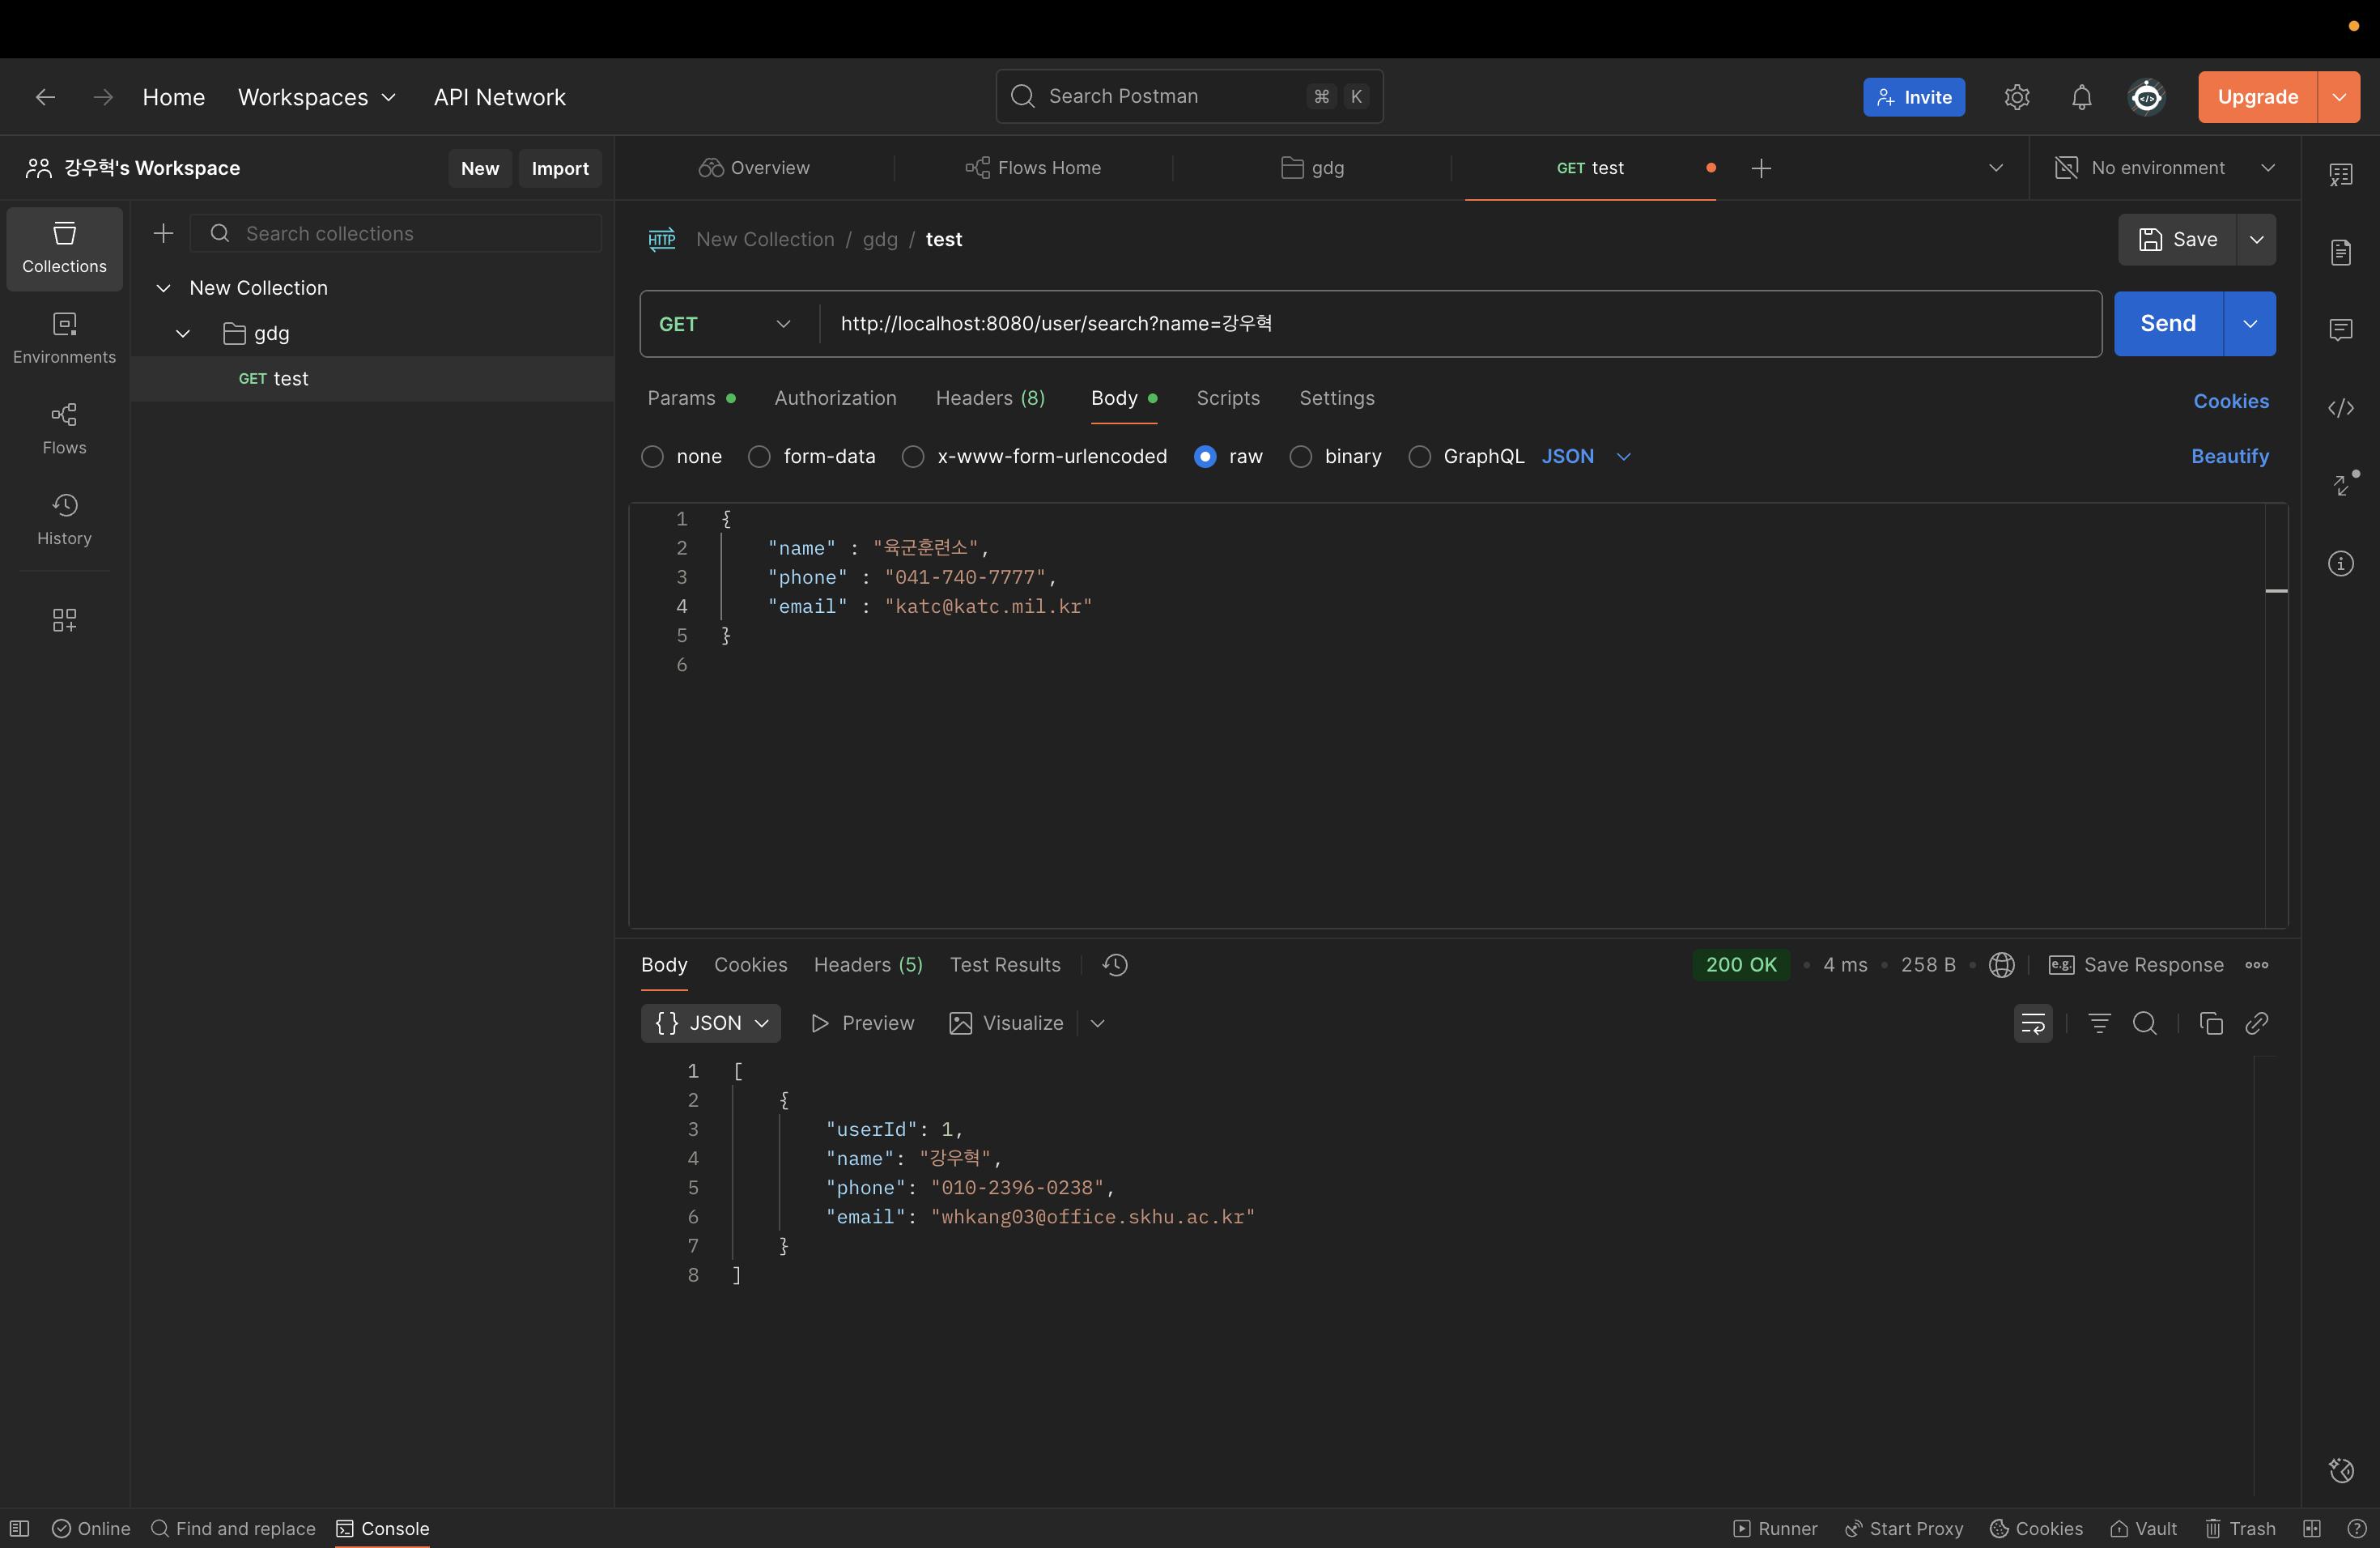 Home Workspaces API Network Search Postman ⌘ K Invite Upgrade
강우혁's Workspace New Import Overview Flows Home gdg GET test No environment
Collections
Environments
Flows
History
Search collections
New Collection
gdg
GET test
HTTP New Collection / gdg / test Save
GET http://localhost:8080/user/search?name=강우혁 Send
Params Authorization Headers (8) Body Scripts Settings Cookies
none form-data x-www-form-urlencoded raw binary GraphQL JSON Beautify
1 {
2 "name" : "육군훈련소",
3 "phone" : "041-740-7777",
4 "email" : "katc@katc.mil.kr"
5 }
6
Body Cookies Headers (5) Test Results 200 OK 4 ms 258 B e.g. Save Response
{} JSON Preview Visualize
1 [
2 {
3 "userId": 1,
4 "name": "강우혁",
5 "phone": "010-2396-0238",
6 "email": "whkang03@office.skhu.ac.kr"
7 }
8 ]
Online Find and replace Console Runner Start Proxy Cookies Vault Trash